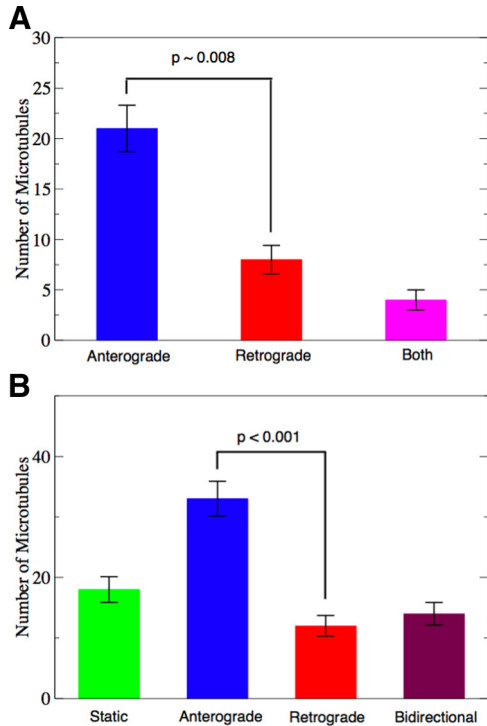 A
30
p ~ 0.008
25
20
15
10
5
0
Number of Microtubules
Anterograde Retrograde Both
B
p < 0.001
40
20
0
Number of Microtubules
Static Anterograde Retrograde Bidirectional